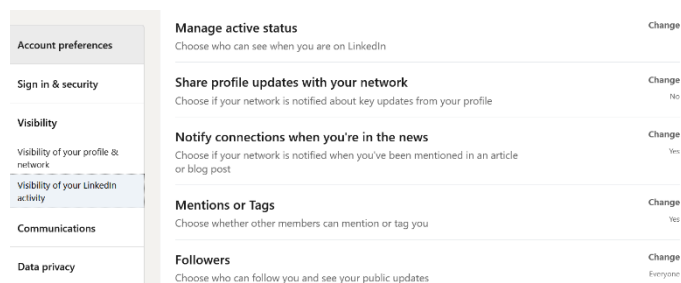 Account preferences
Sign in & security
Visibility
Visibility of your profile &
network
Visibility of your LinkedIn
activity
Communications
Data privacy
Manage active status
Change
Choose who can see when you are on LinkedIn
Share profile updates with your network
Change
Choose if your network is notified about key updates from your profile
No
Notify connections when you're in the news
Change
Choose if your network is notified when you've been mentioned in an article
Yes
or blog post
Mentions or Tags
Change
Choose whether other members can mention or tag you
Yes
Followers
Change
Choose who can follow you and see your public updates
Everyone